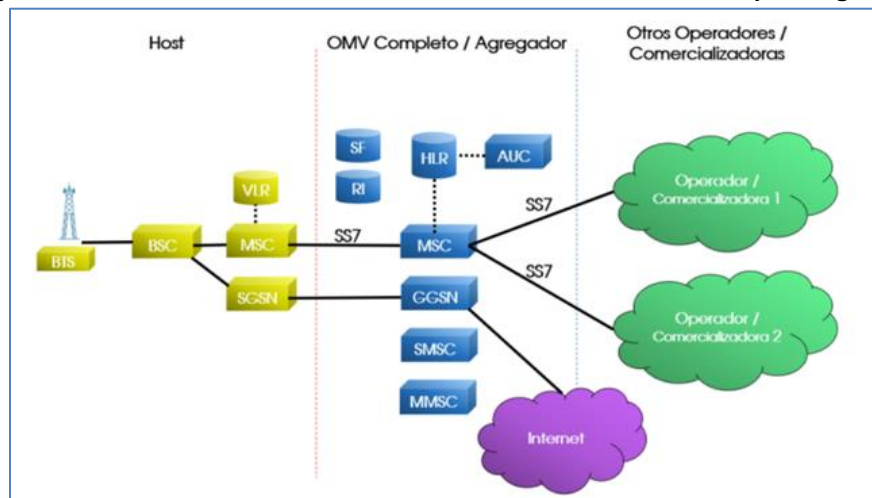 Host
OMV Completo / Agregador
Otros Operadores /
Comercializadoras
SF
HLR
AUC
RI
VLR
BTS
BSC
MSC
SS7
MSC
SGSN
GGSN
SMSC
MMSC
SS7
SS7
Operador /
Comercializadora 1
Operador /
Comercializadora 2
Internet